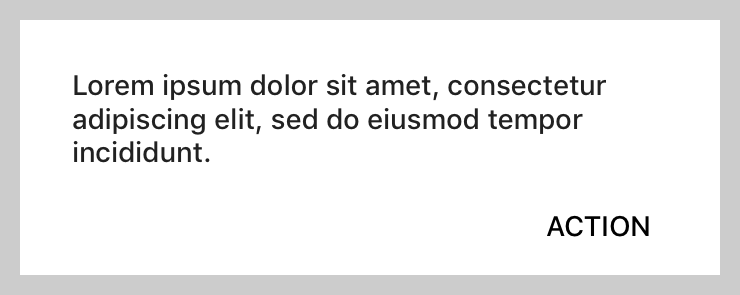 Lorem ipsum dolor sit amet, consectetur
adipiscing elit, sed do eiusmod tempor
incididunt.
ACTION